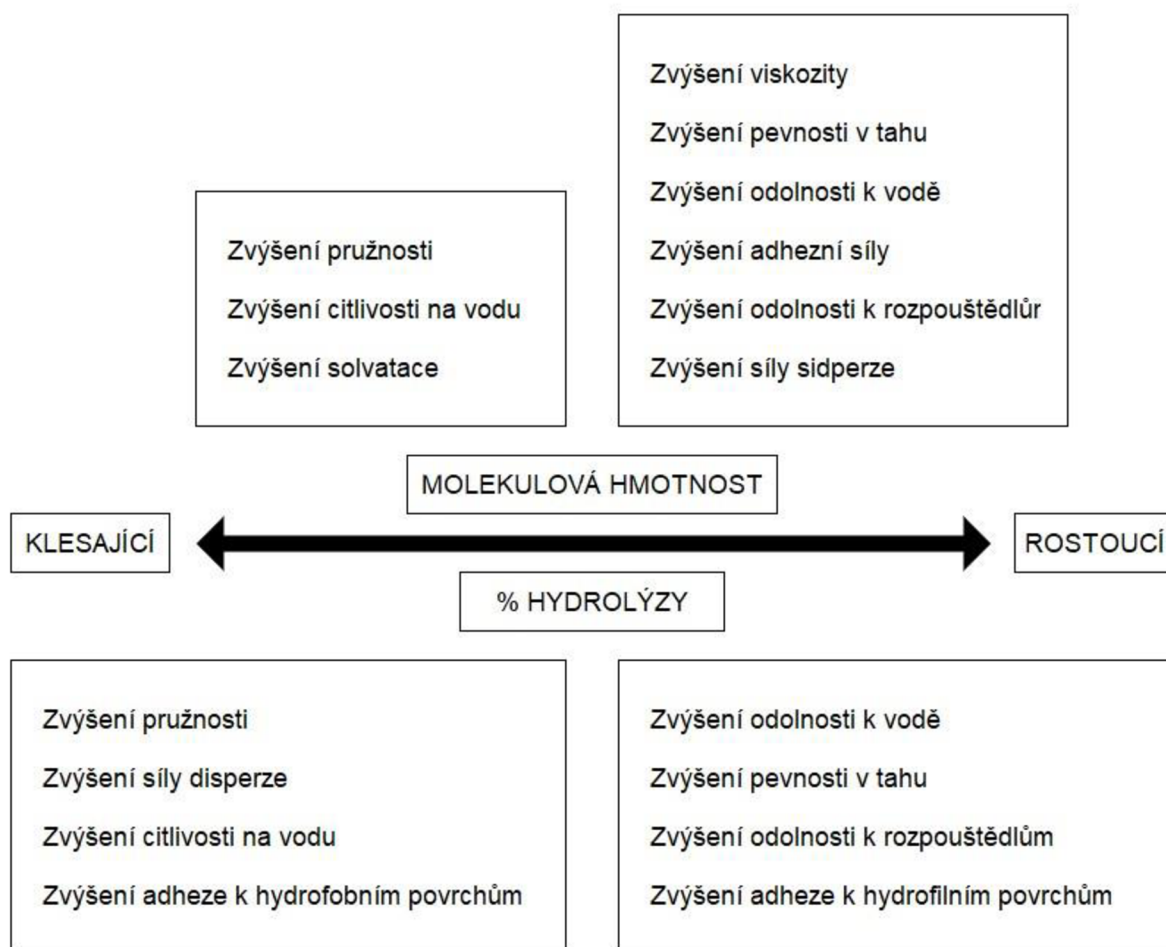 Zvýšení viskozity
Zvýšení pevnosti v tahu
Zvýšení odolnosti k vodě
Zvýšení adhezní síly
Zvýšení odolnosti k rozpouštědlůr
Zvýšení síly sidperze
Zvýšení pružnosti
Zvýšení citlivosti na vodu
Zvýšení solvatace
MOLEKULOVÁ HMOTNOST
KLESAJÍCÍ
ROSTOUCÍ
% HYDROLÝZY
Zvýšení pružnosti
Zvýšení síly disperze
Zvýšení citlivosti na vodu
Zvýšení adheze k hydrofobním povrchům
Zvýšení odolnosti k vodě
Zvýšení pevnosti v tahu
Zvýšení odolnosti k rozpouštědlům
Zvýšení adheze k hydrofilním povrchům